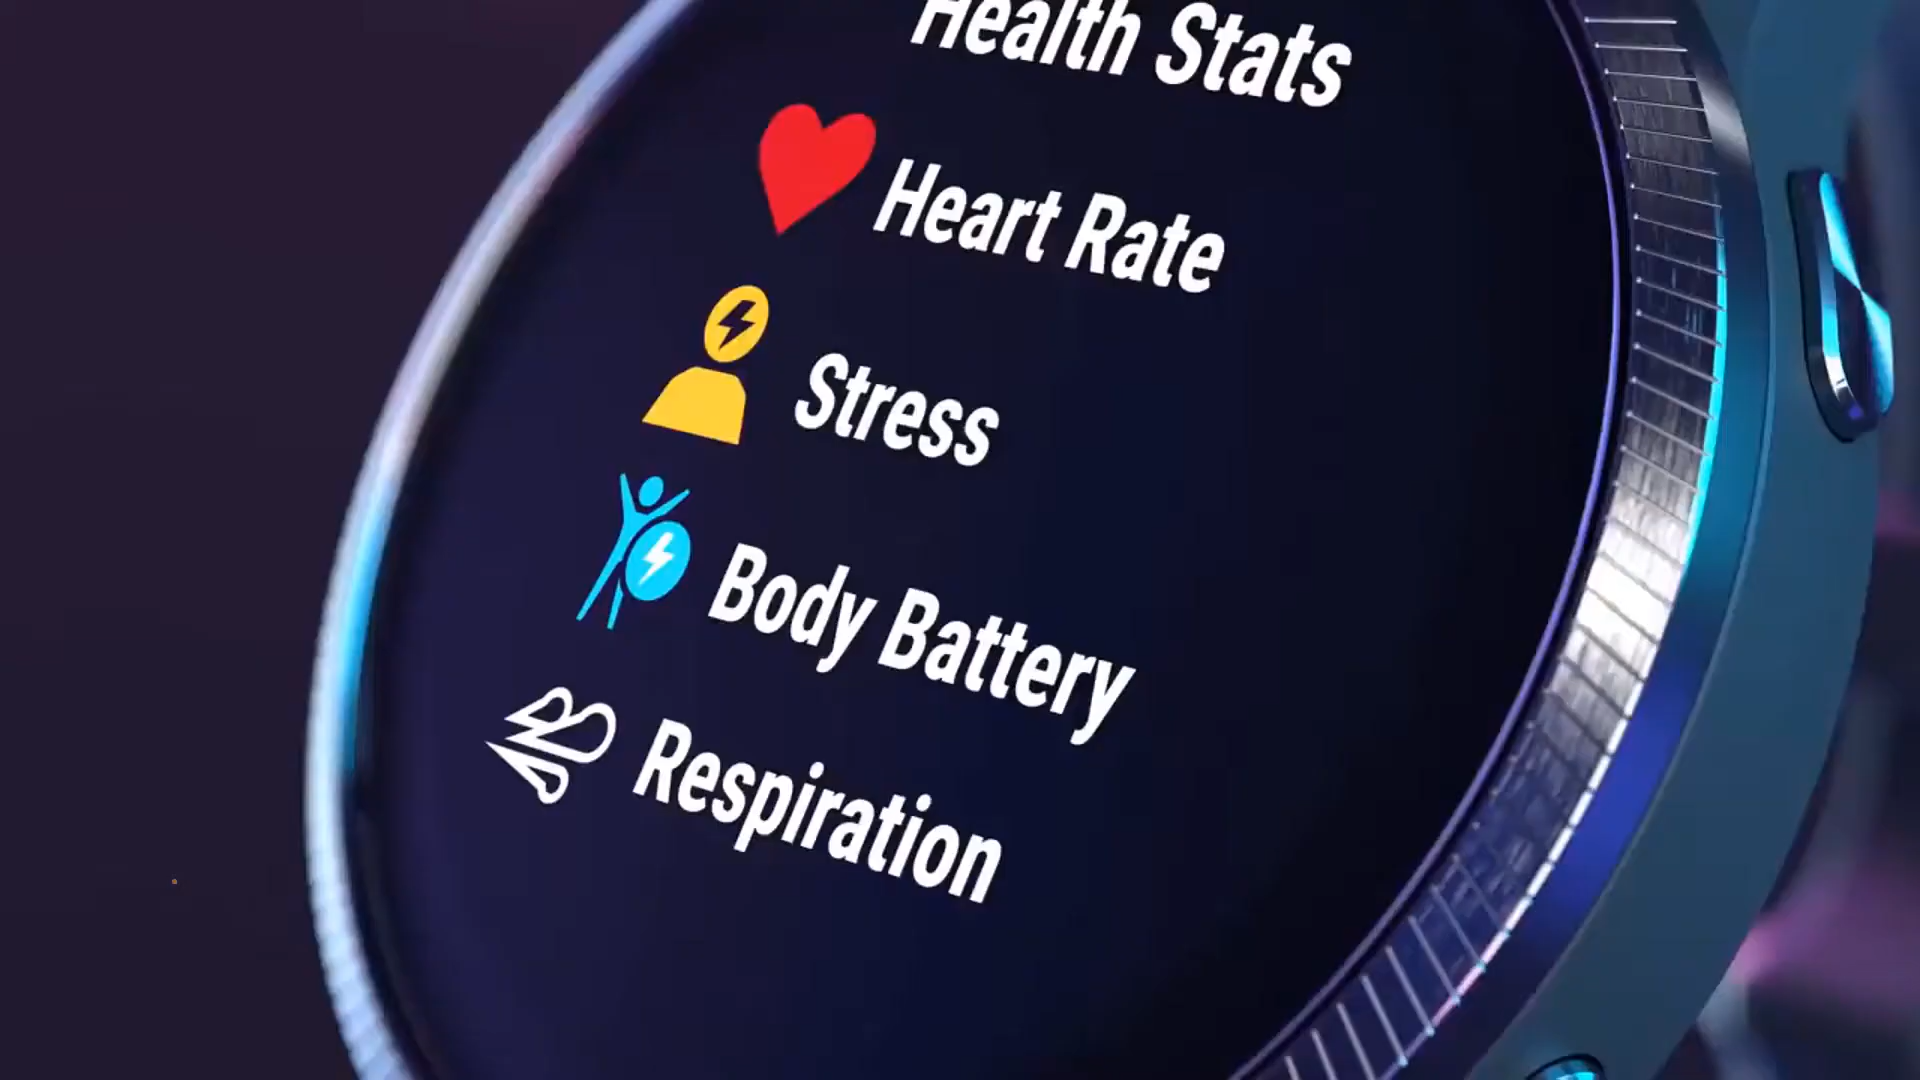 Health Stats
Heart Rate
Stress
Body Battery
Respiration